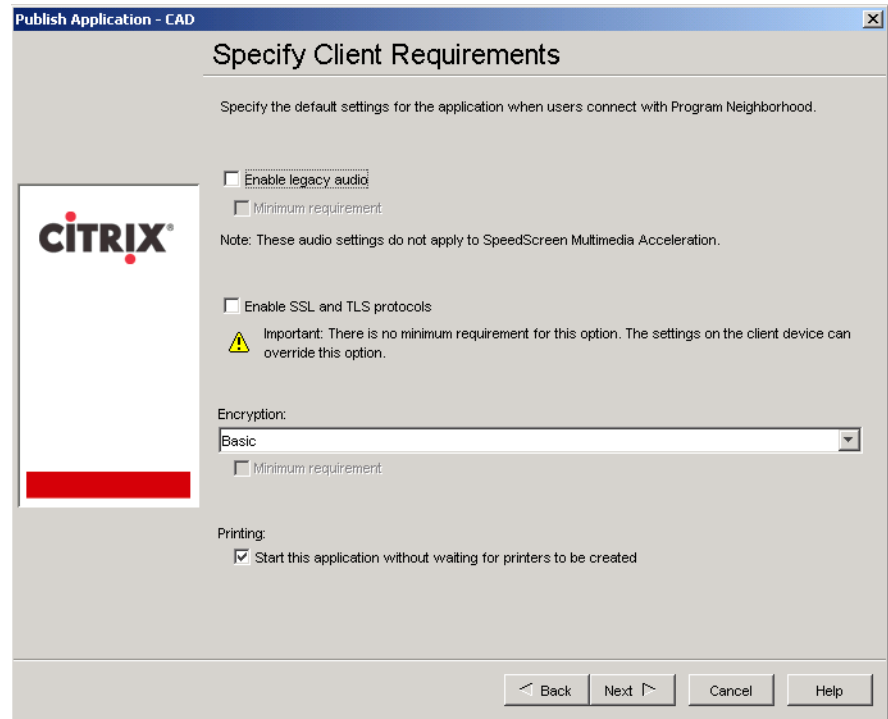 Publish Application - CAD
Specify Client Requirements
Specify the default settings for the application when users connect with Program Neighborhood.
Enable legacy audio
Minimum requirement
CITRIX®
Note: These audio settings do not apply to SpeedScreen Multimedia Acceleration.
Enable SSL and TLS protocols
Important: There is no minimum requirement for this option. The settings on the client device can
override this option.
Encryption:
Basic
Minimum requirement
Printing:
Start this application without waiting for printers to be created
Back
Next
Cancel
Help